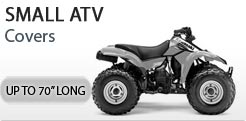 SMALL ATV
Covers
UP TO 70” LONG